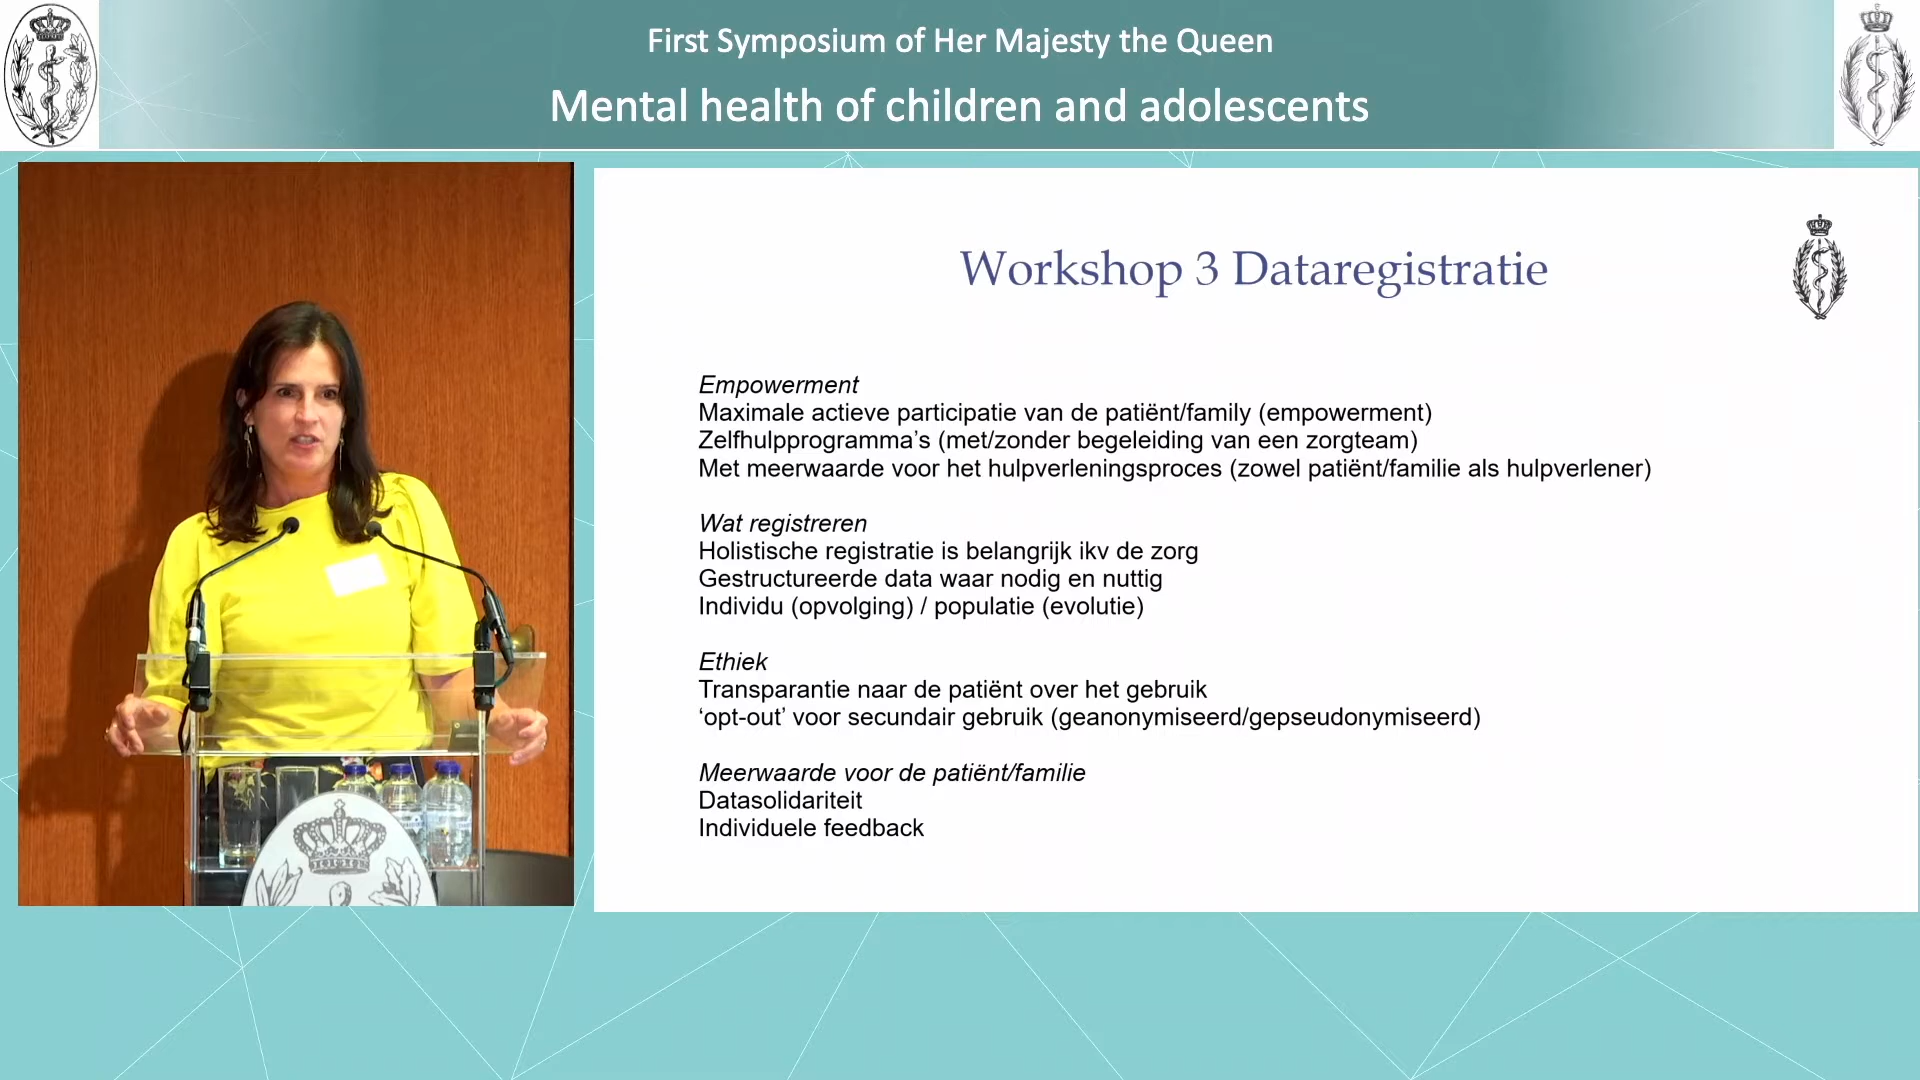 First Symposium of Her Majesty the Queen
Mental health of children and adolescents
Workshop 3 Dataregistratie
Empowerment
Maximale actieve participatie van de patiënt/family (empowerment)
Zelfhulpprogramma’s (met/zonder begeleiding van een zorgteam)
Met meerwaarde voor het hulpverleningsproces (zowel patiënt/familie als hulpverlener)
Wat registreren
Holistische registratie is belangrijk ikv de zorg
Gestructureerde data waar nodig en nuttig
Individu (opvolging) / populatie (evolutie)
Ethiek
Transparantie naar de patiënt over het gebruik
‘opt-out’ voor secundair gebruik (geanonymiseerd/gepseudonymiseerd)
Meerwaarde voor de patiënt/familie
Datasolidariteit
Individuele feedback